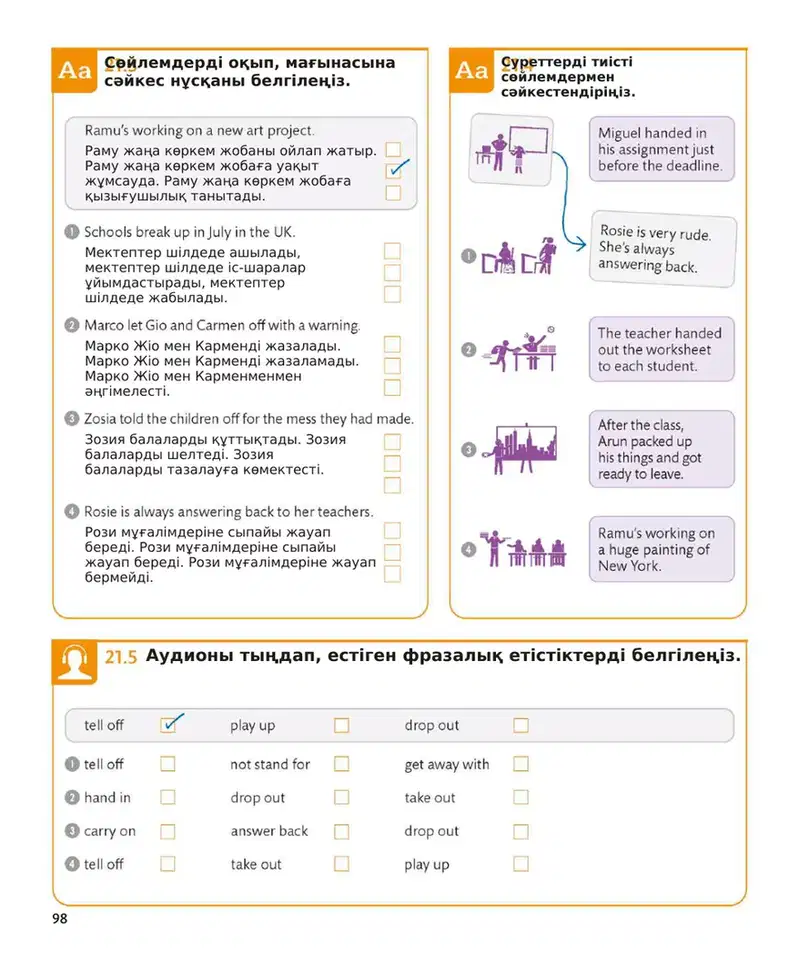 Aa
Сөйлемдерді оқып, мағынасына
сәйкес нұсқаны белгілеңіз.
Ramu's working on a new art project.
Раму жаңа көркем жобаны ойлап жатыр.
Раму жаңа көркем жобаға уақыт
жұмсауда. Раму жаңа көркем жобаға
қызығушылық танытады.
1 Schools break up in July in the UK.
Мектептер шілдеде ашылады,
мектептер шілдеде іс-шаралар
ұйымдастырады, мектептер
шілдеде жабылады.
2 Marco let Gio and Carmen off with a warning.
Марко Жіо мен Карменді жазалады.
Марко Жіо мен Карменді жазаламады.
Марко Жіо мен Карменменмен
әңгімелесті.
3 Zosia told the children off for the mess they had made.
Зозия балаларды құттықтады. Зозия
балаларды шелтеді. Зозия
балаларды тазалауға көмектесті.
4 Rosie is always answering back to her teachers.
Рози мұғалімдеріне сыпайы жауап
береді. Рози мұғалімдеріне сыпайы
жауап береді. Рози мұғалімдеріне жауап
бермейді.
Aa
Суреттерді тиісті
сөйлемдермен
сәйкестендіріңіз.
Miguel handed in
his assignment just
before the deadline.
1
Rosie is very rude.
She's always
answering back.
2
The teacher handed
out the worksheet
to each student.
3
After the class,
Arun packed up
his things and got
ready to leave.
4
Ramu's working on
a huge painting of
New York.
21.5 Аудионы тыңдап, естіген фразалық етістіктерді белгілеңіз.
tell off play up drop out
1 tell off not stand for get away with
2 hand in drop out take out
3 carry on answer back drop out
4 tell off take out play up
98